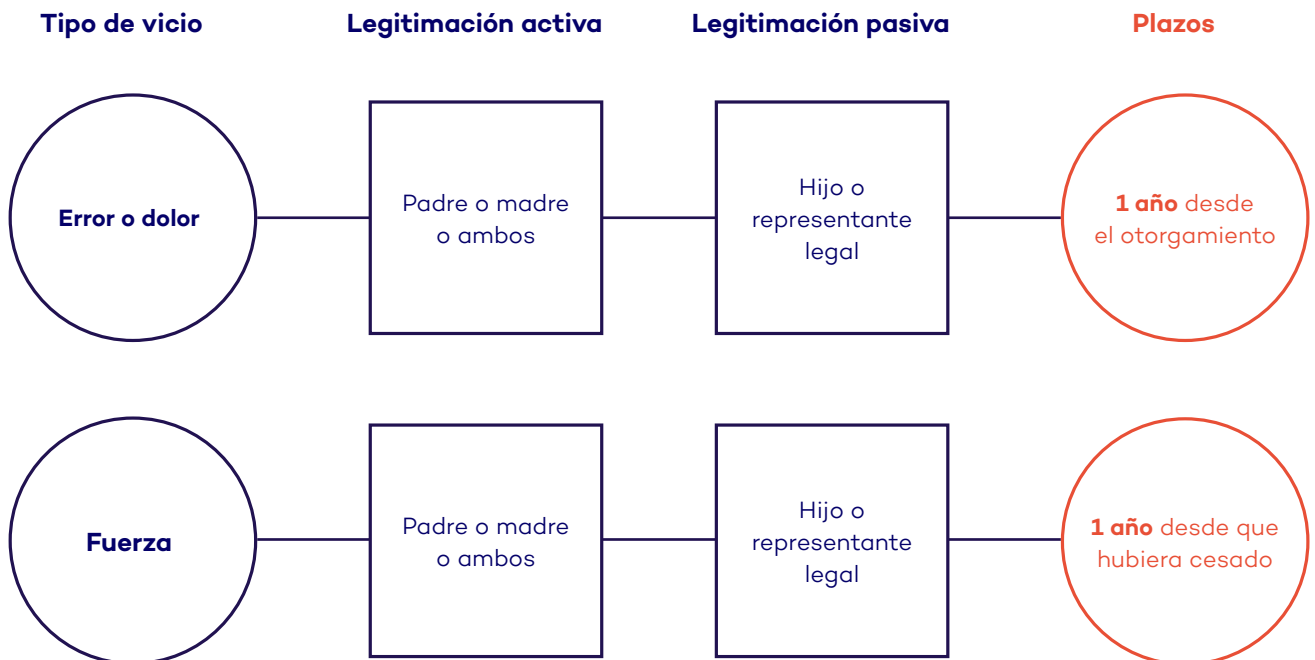 Tipo de vicio
Legitimación activa
Legitimación pasiva
Plazos
Error o dolor
Padre o madre
o ambos
Hijo o
representante
legal
1 año desde
el otorgamiento
Fuerza
Padre o madre
o ambos
Hijo o
representante
legal
1 año desde que
hubiera cesado